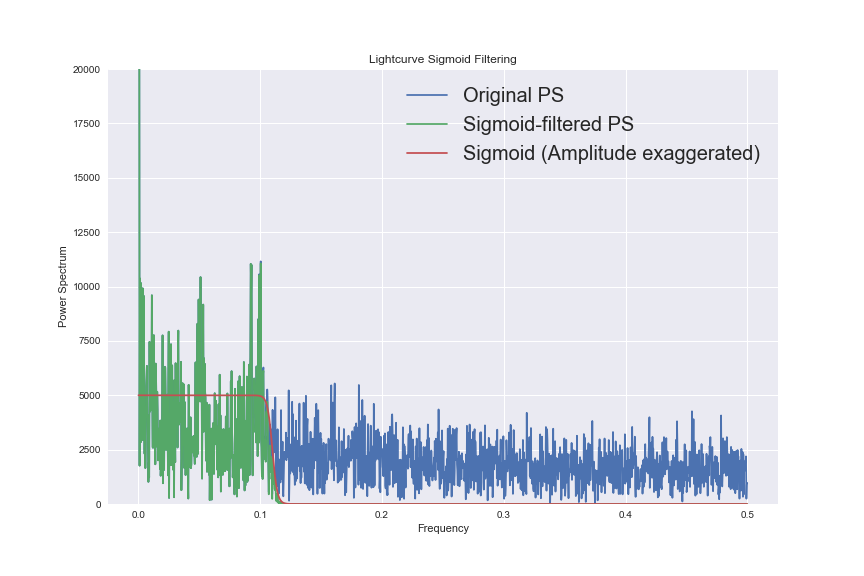 Lightcurve Sigmoid Filtering
Original PS
Sigmoid-filtered PS
Sigmoid (Amplitude exaggerated)
20000
17500
15000
12500
10000
7500
5000
2500
0
Power Spectrum
0.0 0.1 0.2 0.3 0.4 0.5
Frequency